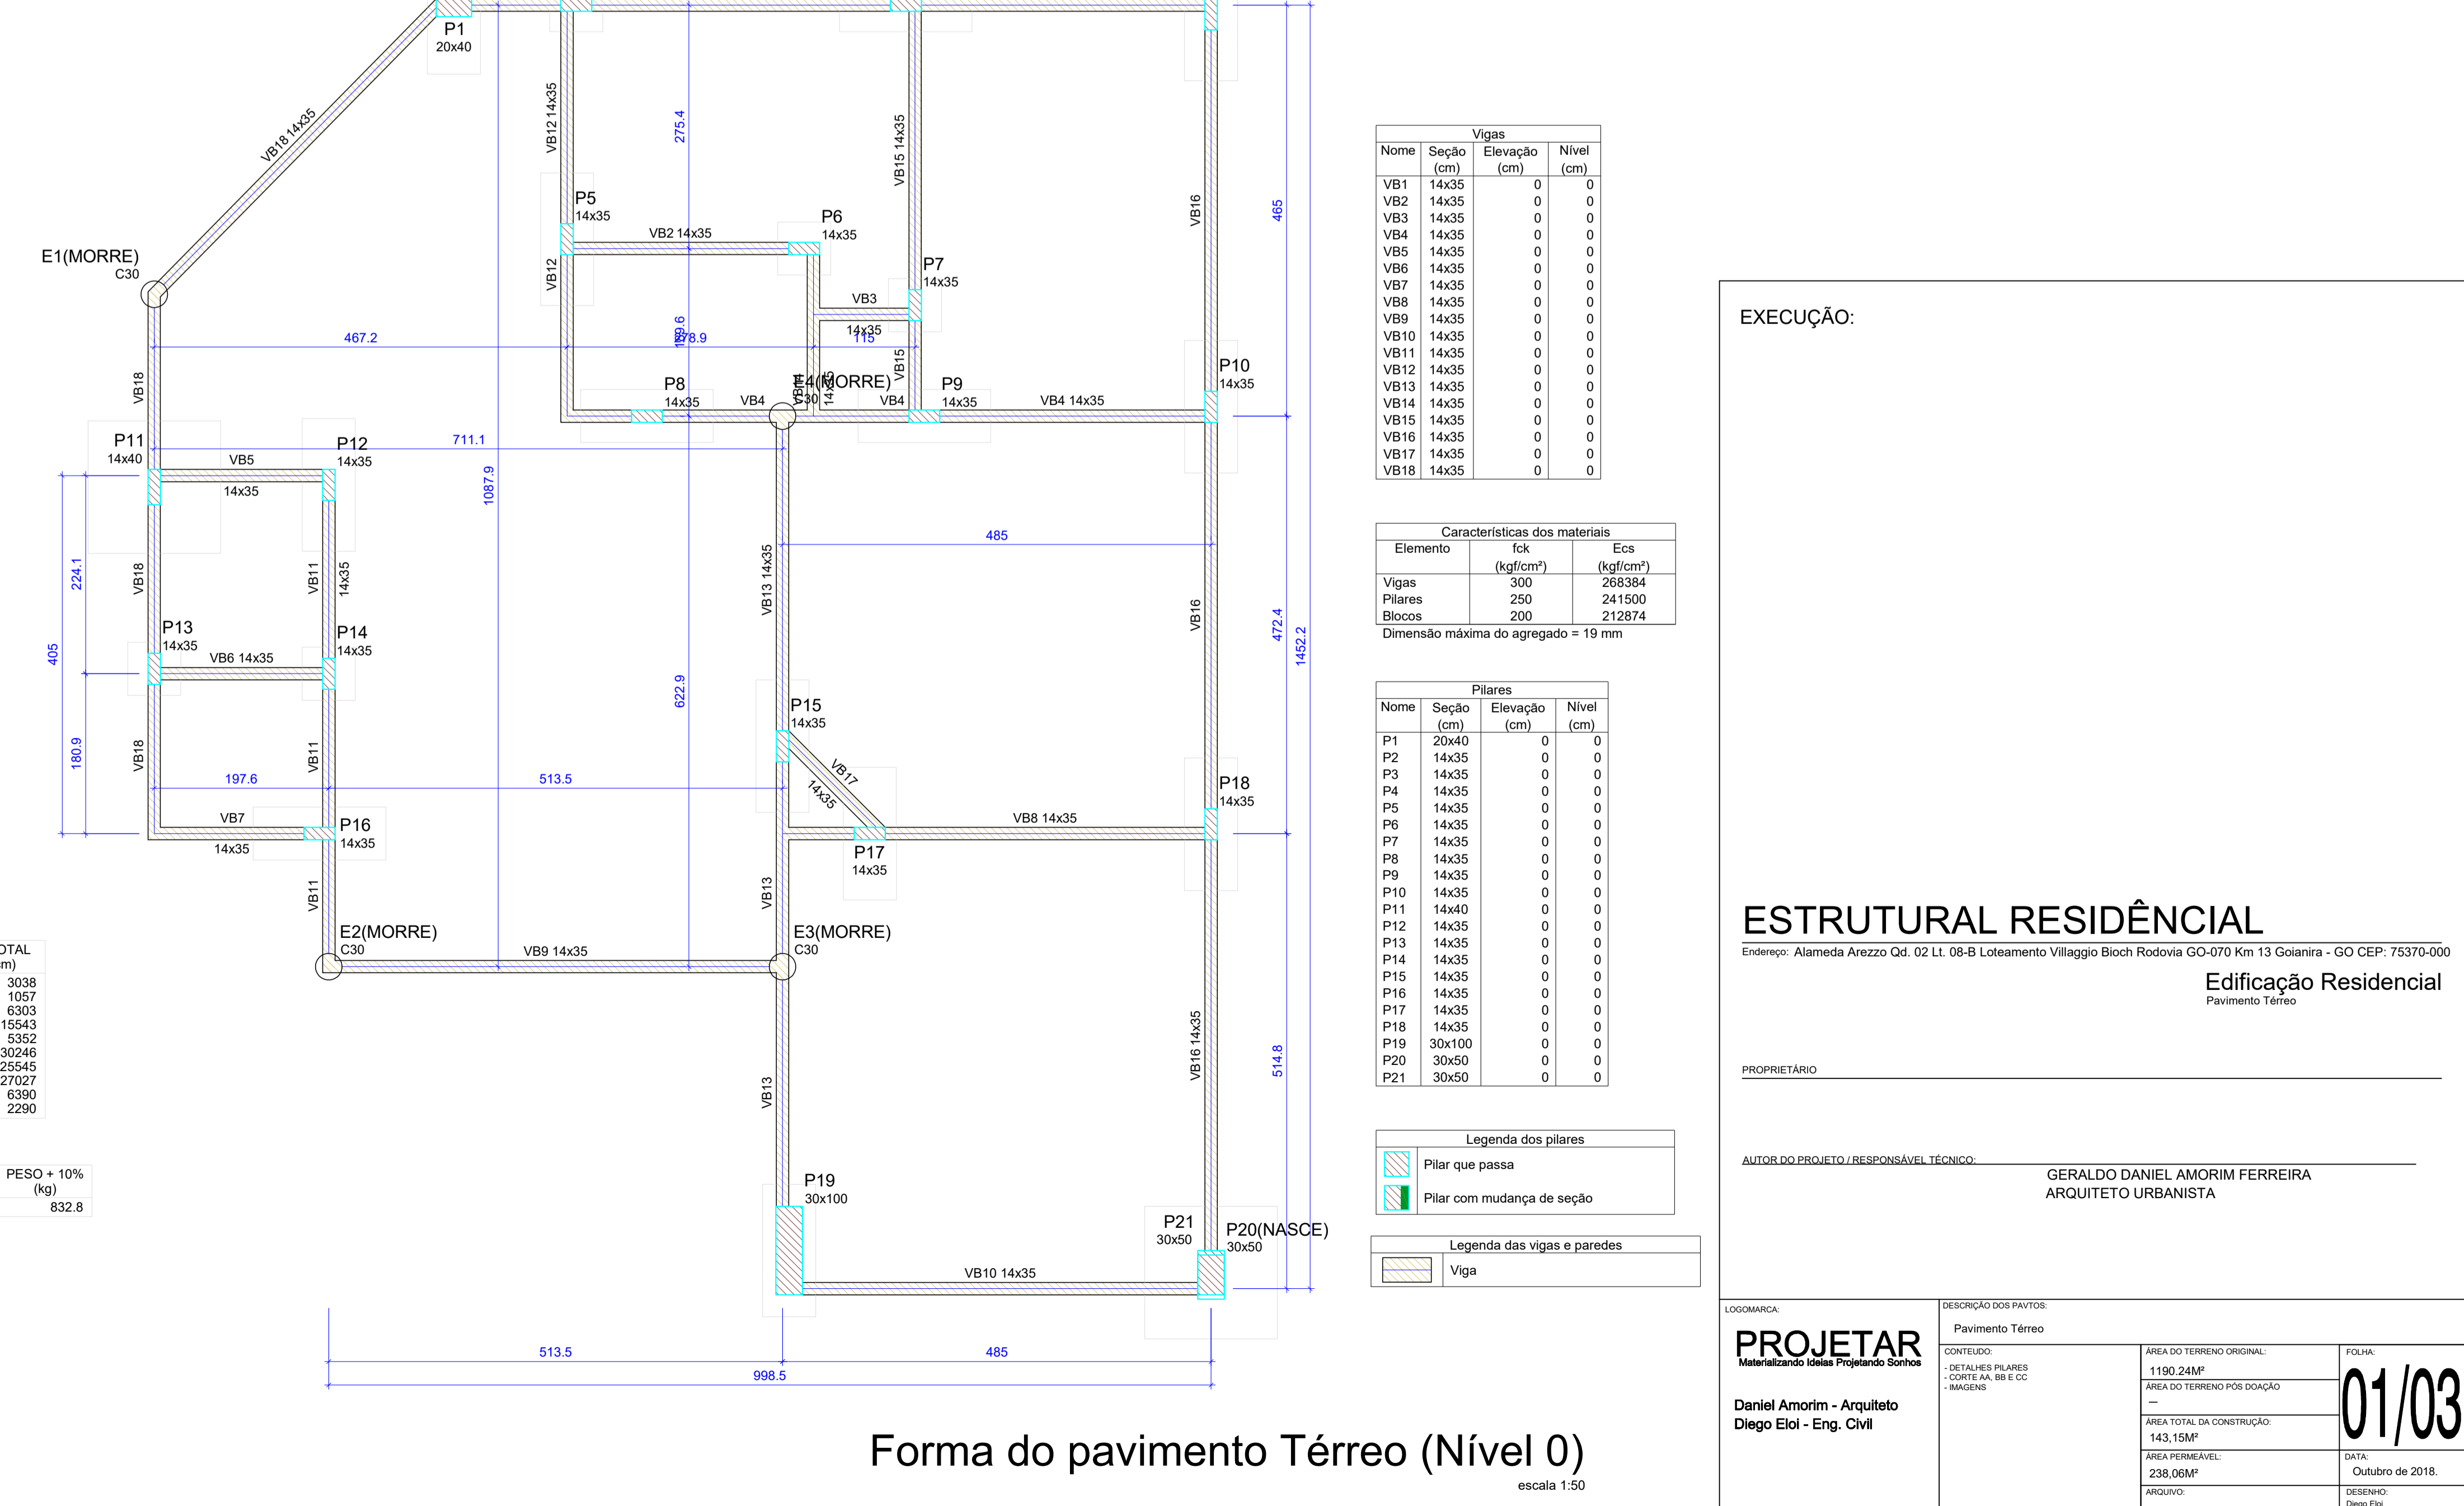 P1
20x40
VB18 14x35
VB12 14x35
275.4
VB15 14x35
VB16
465
P5
14x35
VB2 14x35
P6
14x35
E1(MORRE)
C30
VB12
P7
14x35
VB3
14x35
467.2
278.9
115
VB18
VB15
P8
14x35
VB4
E4(MORRE)
C30
14x35
VB4
P9
14x35
VB4 14x35
P10
14x35
P11
14x40
VB5
14x35
P12
14x35
711.1
1087.9
485
224.1
VB18
VB11
14x35
VB13 14x35
VB16
472.4
1452.2
405
P13
14x35
VB6 14x35
P14
14x35
622.9
P15
14x35
180.9
VB18
VB11
197.6
513.5
VB17
14x35
P18
14x35
VB7
14x35
P16
14x35
VB8 14x35
P17
14x35
VB11
VB13
E2(MORRE)
C30
VB9 14x35
E3(MORRE)
C30
VB13
VB16 14x35
514.8
P19
30x100
P21
30x50
P20(NASCE)
30x50
VB10 14x35
513.5
485
998.5
3038
1057
6303
15543
5352
30246
25545
27027
6390
2290
PESO + 10%
(kg)
832.8
Vigas
Nome Seção Elevação Nível
(cm) (cm) (cm)
VB1 14x35 0 0
VB2 14x35 0 0
VB3 14x35 0 0
VB4 14x35 0 0
VB5 14x35 0 0
VB6 14x35 0 0
VB7 14x35 0 0
VB8 14x35 0 0
VB9 14x35 0 0
VB10 14x35 0 0
VB11 14x35 0 0
VB12 14x35 0 0
VB13 14x35 0 0
VB14 14x35 0 0
VB15 14x35 0 0
VB16 14x35 0 0
VB17 14x35 0 0
VB18 14x35 0 0
Características dos materiais
Elemento fck Ecs
(kgf/cm²) (kgf/cm²)
Vigas 300 268384
Pilares 250 241500
Blocos 200 212874
Dimensão máxima do agregado = 19 mm
Pilares
Nome Seção Elevação Nível
(cm) (cm) (cm)
P1 20x40 0 0
P2 14x35 0 0
P3 14x35 0 0
P4 14x35 0 0
P5 14x35 0 0
P6 14x35 0 0
P7 14x35 0 0
P8 14x35 0 0
P9 14x35 0 0
P10 14x35 0 0
P11 14x40 0 0
P12 14x35 0 0
P13 14x35 0 0
P14 14x35 0 0
P15 14x35 0 0
P16 14x35 0 0
P17 14x35 0 0
P18 14x35 0 0
P19 30x100 0 0
P20 30x50 0 0
P21 30x50 0 0
Legenda dos pilares
Pilar que passa
Pilar com mudança de seção
Legenda das vigas e paredes
Viga
Forma do pavimento Térreo (Nível 0)
escala 1:50
EXECUÇÃO:
ESTRUTURAL RESIDÊNCIAL
Endereço: Alameda Arezzo Qd. 02 Lt. 08-B Loteamento Villaggio Bioch Rodovia GO-070 Km 13 Goianira - GO CEP: 75370-000
Edificação Residencial
Pavimento Térreo
PROPRIETÁRIO
AUTOR DO PROJETO / RESPONSÁVEL TÉCNICO:
GERALDO DANIEL AMORIM FERREIRA
ARQUITETO URBANISTA
LOGOMARCA:
PROJETAR
Materializando Ideias Projetando Sonhos
Daniel Amorim - Arquiteto
Diego Eloi - Eng. Civil
DESCRIÇÃO DOS PAVTOS:
Pavimento Térreo
CONTEUDO:
- DETALHES PILARES
- CORTE AA, BB E CC
- IMAGENS
ÁREA DO TERRENO ORIGINAL:
1190.24M²
ÁREA DO TERRENO PÓS DOAÇÃO
—
ÁREA TOTAL DA CONSTRUÇÃO:
143,15M²
ÁREA PERMEÁVEL:
238,06M²
ARQUIVO:
FOLHA:
01/03
DATA:
Outubro de 2018.
DESENHO:
Diego Eloi